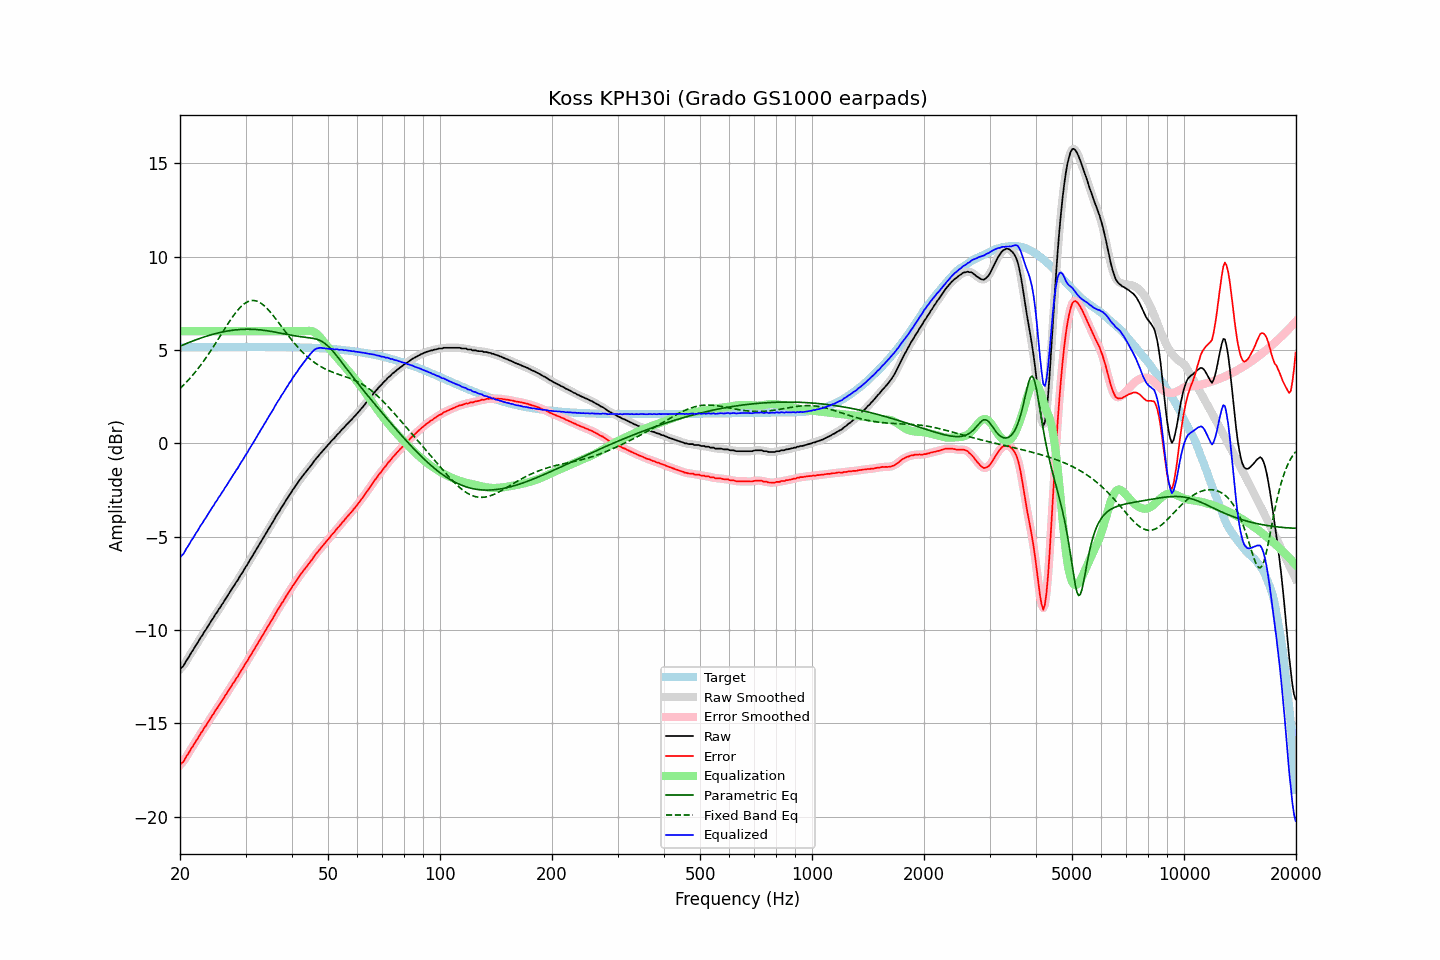 Koss KPH30i (Grado GS1000 earpads)
Amplitude (dBr)
15
10
5
0
−5
−10
−15
−20
Target
Raw Smoothed
Error Smoothed
Raw
Error
Equalization
Parametric Eq
Fixed Band Eq
Equalized
20 50 100 200 500 1000 2000 5000 10000 20000
Frequency (Hz)